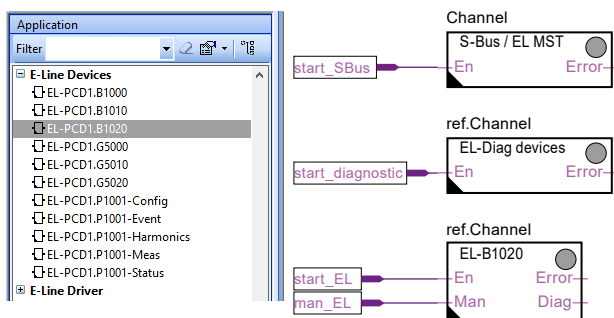 Application
Filter
E-Line Devices
EL-PCD1.B1000
EL-PCD1.B1010
EL-PCD1.B1020
EL-PCD1.G5000
EL-PCD1.G5010
EL-PCD1.G5020
EL-PCD1.P1001-Config
EL-PCD1.P1001-Event
EL-PCD1.P1001-Harmonics
EL-PCD1.P1001-Meas
EL-PCD1.P1001-Status
E-Line Driver
Channel
S-Bus / EL MST
start_SBus
En Error
ref.Channel
EL-Diag devices
start_diagnostic
En Error
ref.Channel
EL-B1020
start_EL
En Error
man_EL
Man Diag